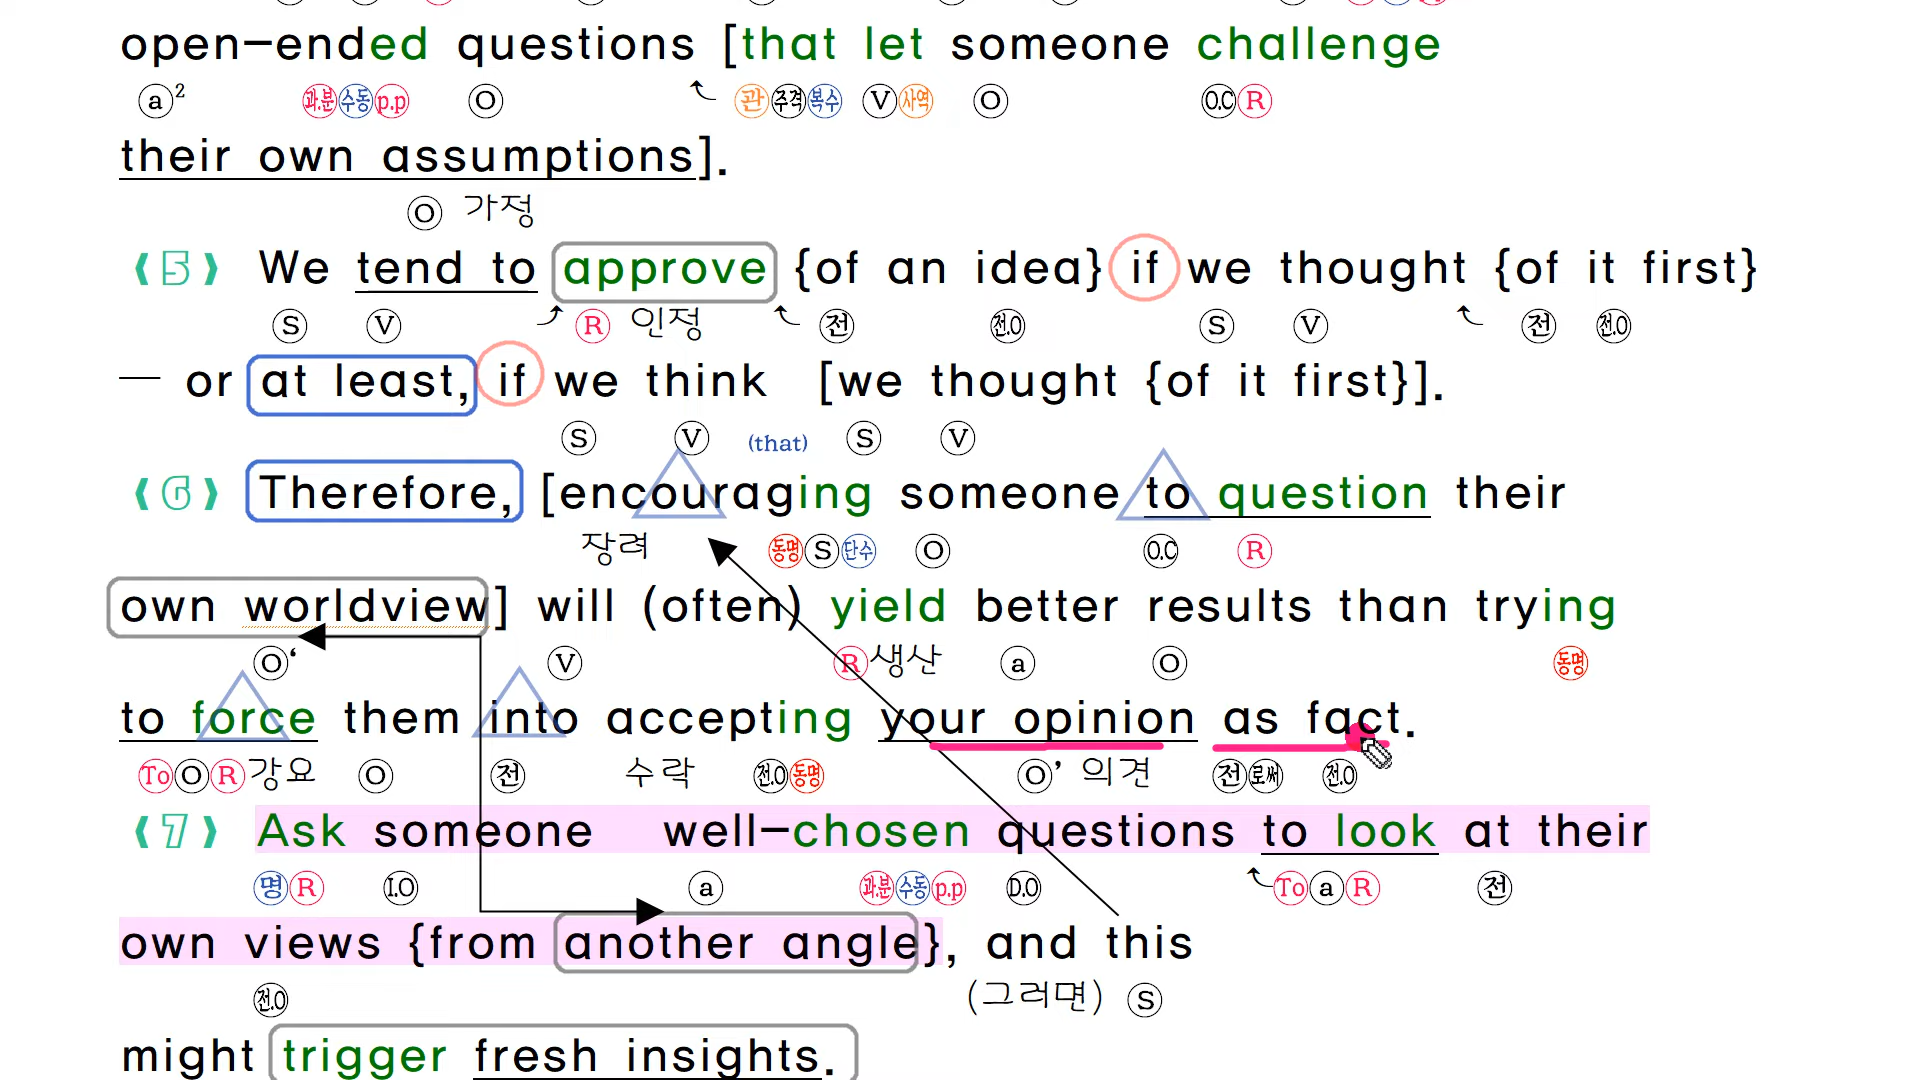 open-ended questions [that let someone challenge
a² 과.분 수동 p.p O 관 주격 복수 V 사역 O O.C R
their own assumptions].
O 가정
❪5❫ We tend to approve {of an idea} if we thought {of it first}
S V R 인정 전 전.O S V 전 전.O
— or at least, if we think [we thought {of it first}].
S V (that) S V
❪6❫ Therefore, [encouraging someone to question their
장려 동명 S 단수 O O.C R
own worldview] will (often) yield better results than trying
O‘ V R 생산 a O 동명
to force them into accepting your opinion as fact.
To O R 강요 O 전 수락 전.O 동명 O’ 의견 전 로써 전.O
❪7❫ Ask someone well-chosen questions to look at their
명 R I.O a 과.분 수동 p.p D.O To a R 전
own views {from another angle}, and this
전.O (그러면) S
might trigger fresh insights.